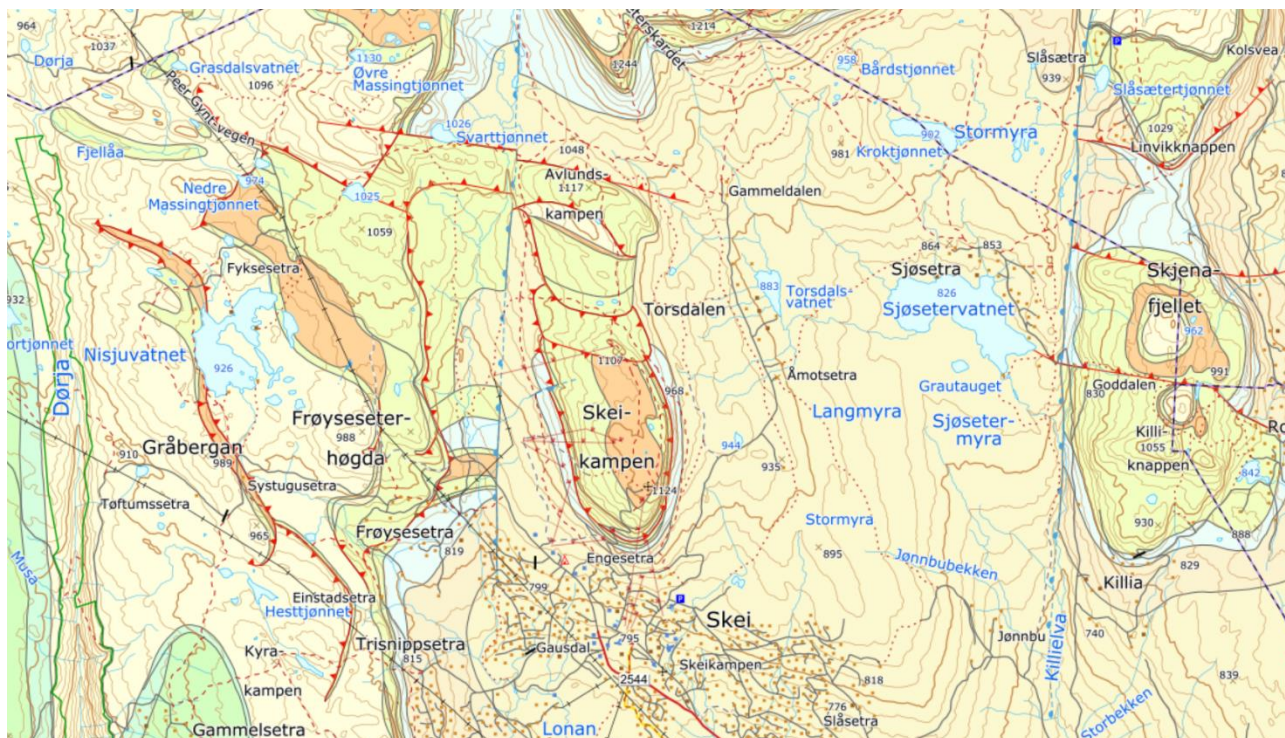 964
1037
Dørja
Grasdalsvatnet
1096
1130
Øvre
Massingtjønnet
1244
terskardet
1214
958
Bårdstjønnet
P
Slåsætra
939
Kolsvea
Slåsætertjønnet
Peer Gynt-vegen
1026
Svarttjønnet
902
Stormyra
Kroktjønnet
981
1029
Linvikknappen
Fjellåa
1048
Avlunds-
1117
kampen
Gammeldalen
Nedre
Massingtjønnet
974
1025
1059
864
853
Sjøsetra
Skjena-
fjellet
Fyksesetra
883
Torsdals-
vatnet
826
Sjøsetervatnet
932
Torsdalen
962
ortjønnet
Nisjuvatnet
926
1107
968
Åmotsetra
Grautauget
991
Goddalen
830
Dørja
Frøyseseter-
høgda
988
Skei-
kampen
Langmyra
Sjøseter-
myra
Killi-
1055
knappen
Ro
Gråbergan
910
989
944
935
842
Systugusetra
Tøftumssetra
1124
Stormyra
930
965
Frøysesetra
819
895
888
Musa
Engesetra
Jønnbubekken
829
Killia
799
Einstadsetra
Hesttjønnet
P
Skei
Trisnippsetra
795
Gausdal
Jønnbu
740
Kyra-
kampen
815
Skeikampen
Killielva
2544
818
839
776
Slåsetra
Gammelsetra
Lonan
Storbekken